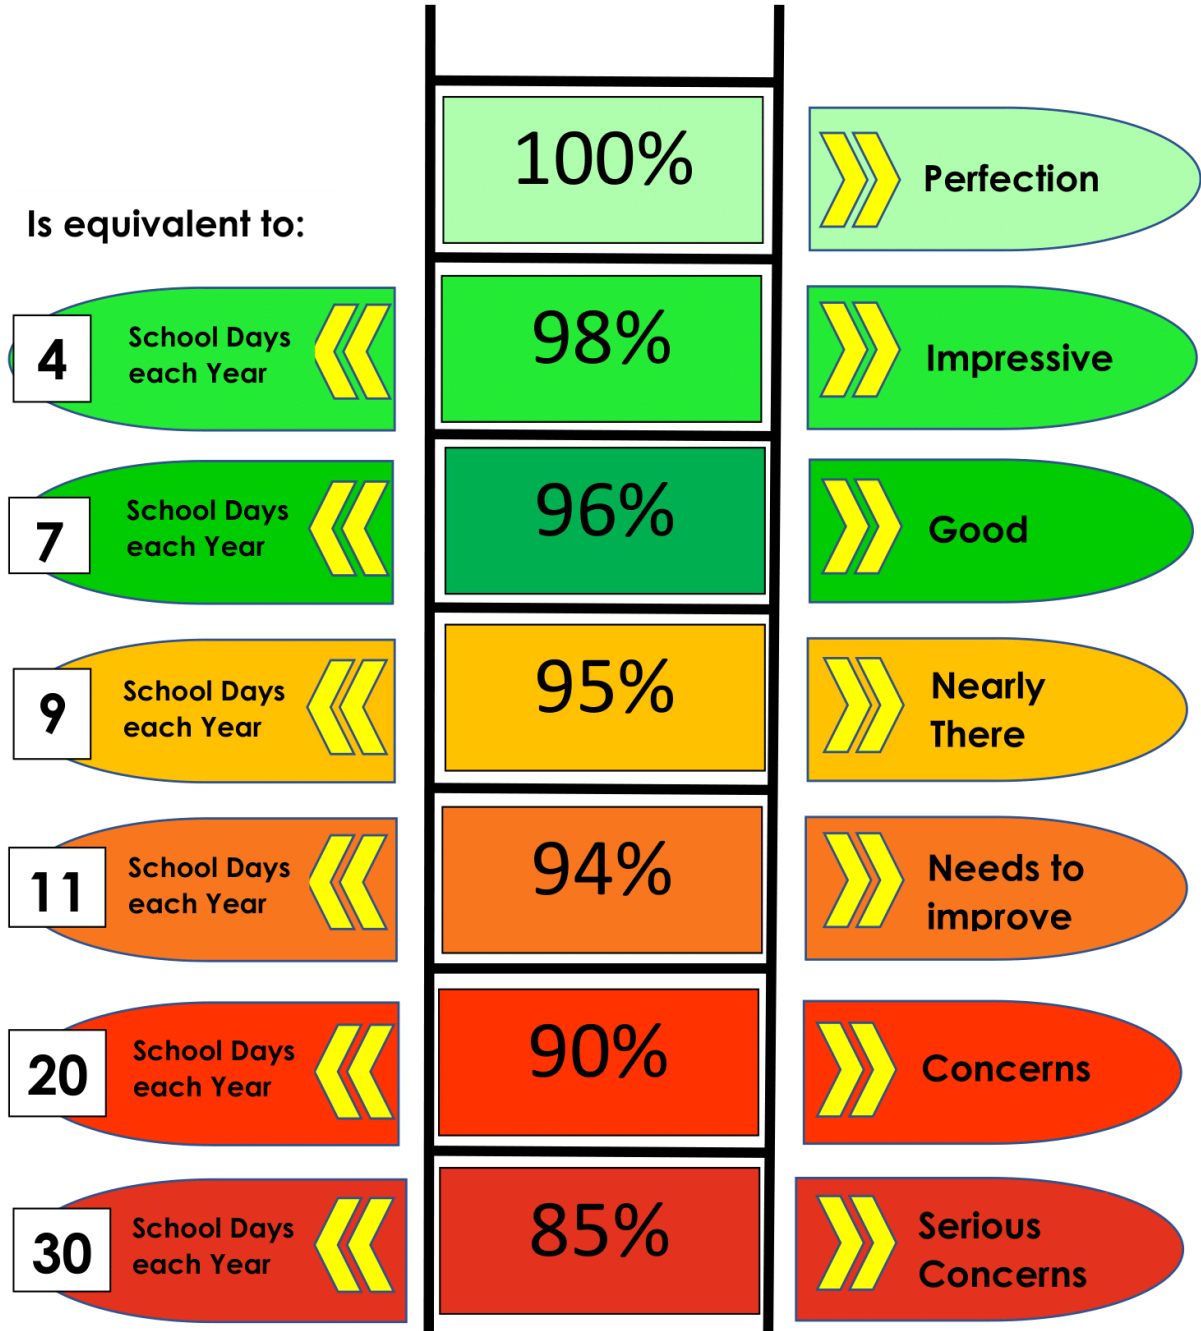 100%
Perfection
Is equivalent to:
4
School Days
each Year
98%
Impressive
7
School Days
each Year
96%
Good
9
School Days
each Year
95%
Nearly
There
11
School Days
each Year
94%
Needs to
improve
20
School Days
each Year
90%
Concerns
30
School Days
each Year
85%
Serious
Concerns